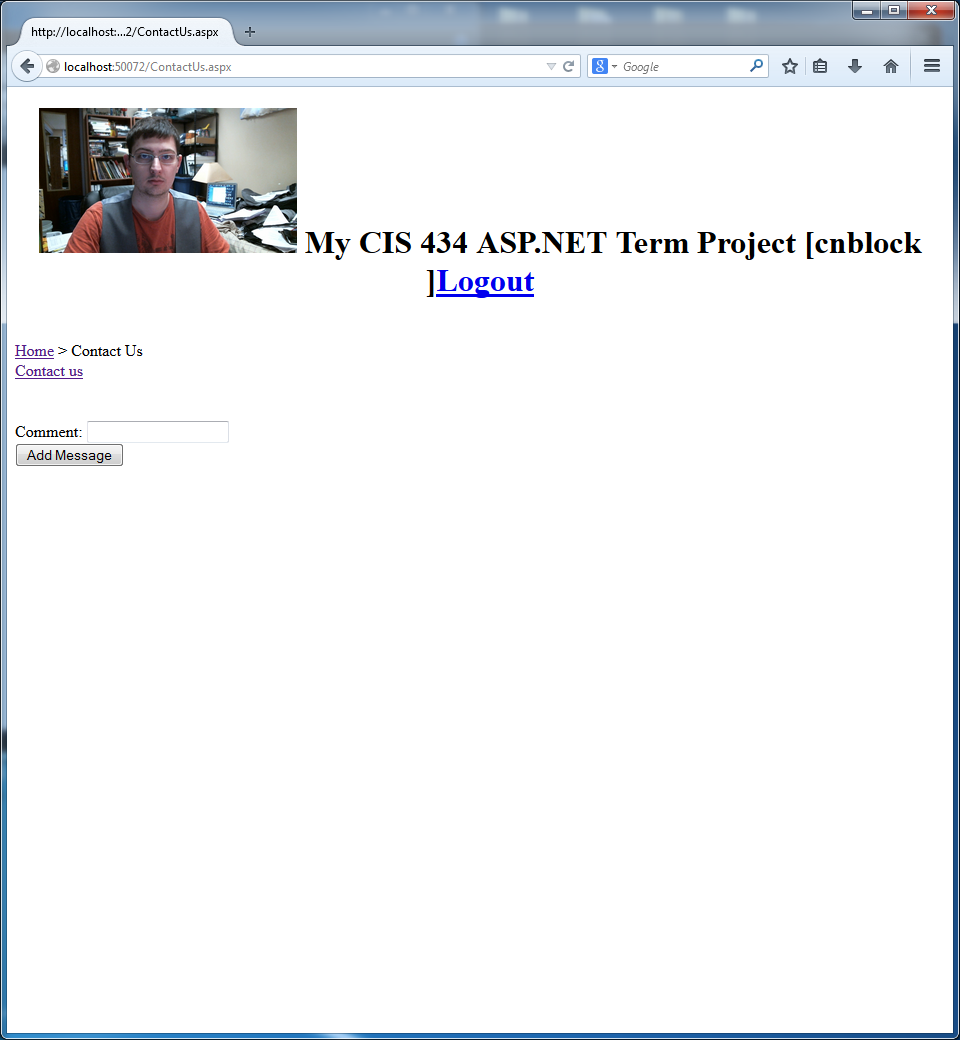 http://localhost:...2/ContactUs.aspx
localhost:50072/ContactUs.aspx
Google
My CIS 434 ASP.NET Term Project [cnblock
]Logout
Home > Contact Us
Contact us
Comment:
Add Message